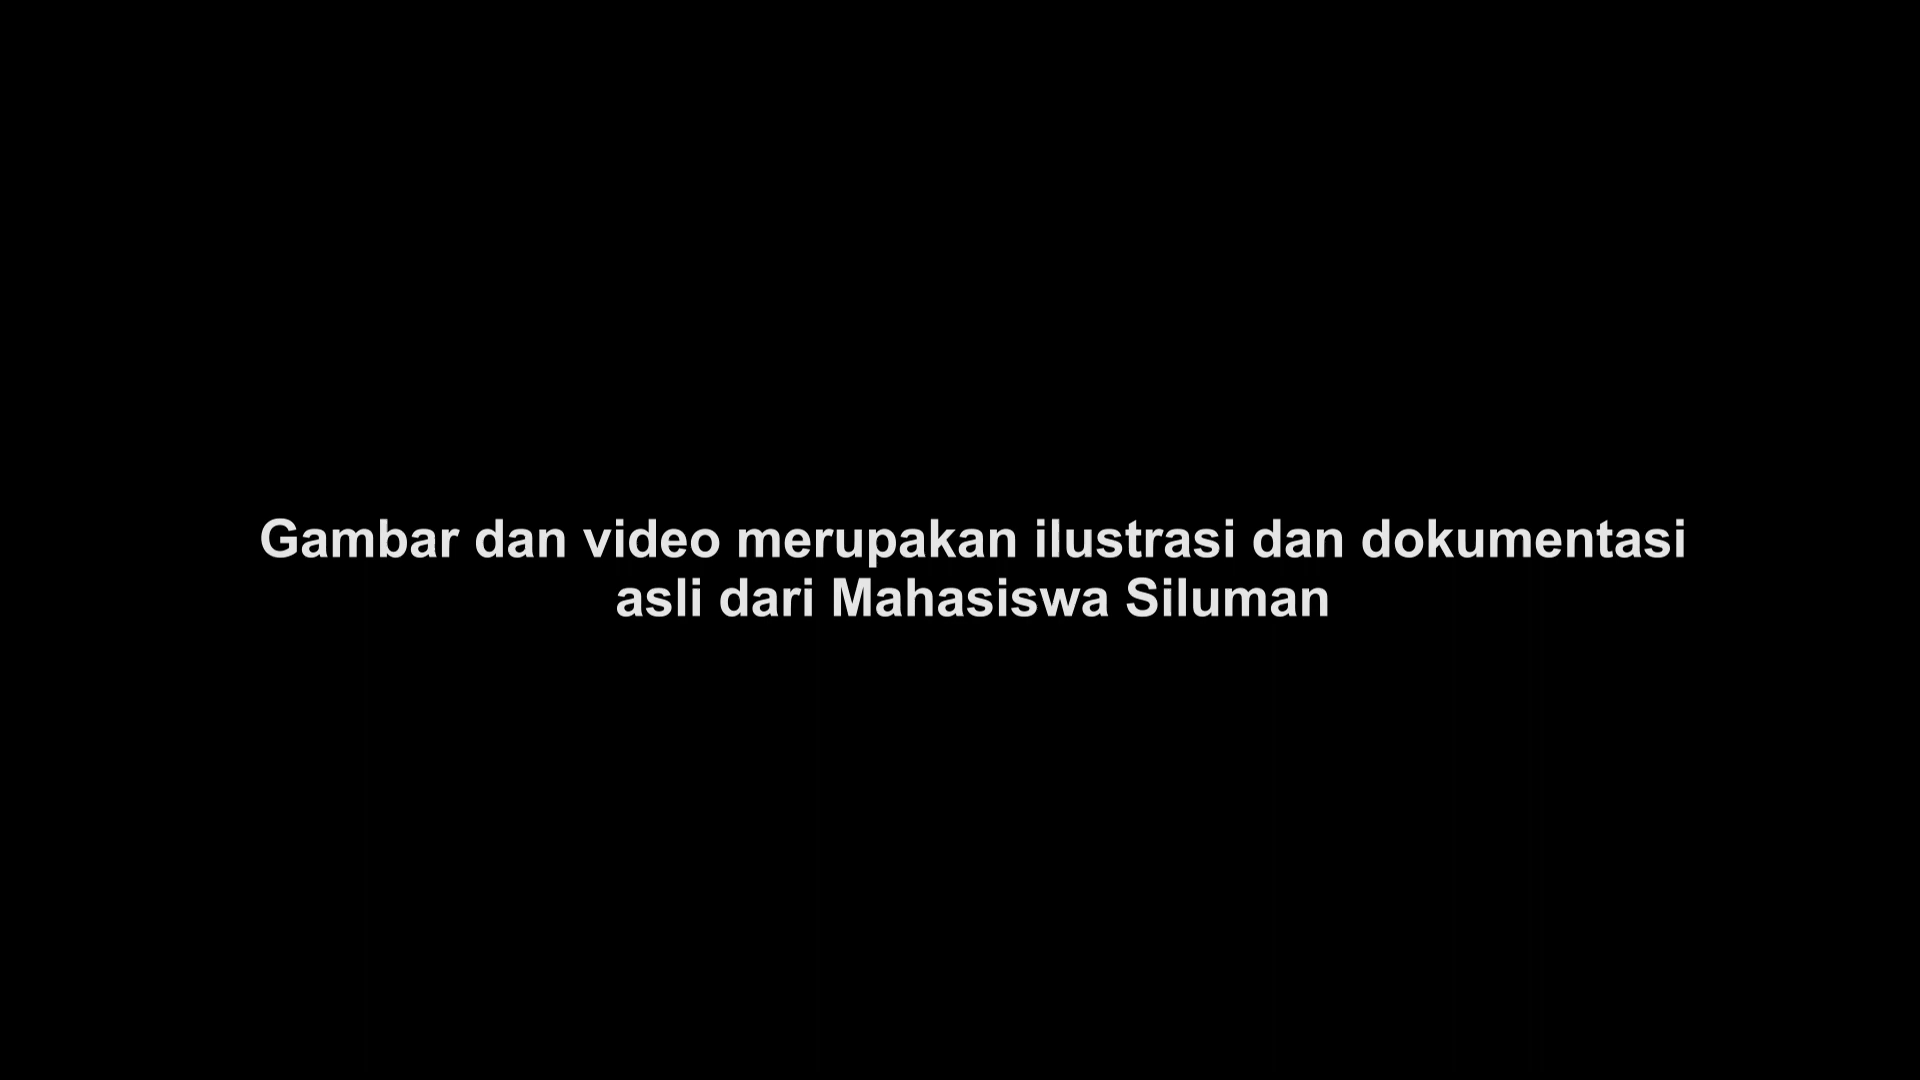 Gambar dan video merupakan ilustrasi dan dokumentasi
asli dari Mahasiswa Siluman